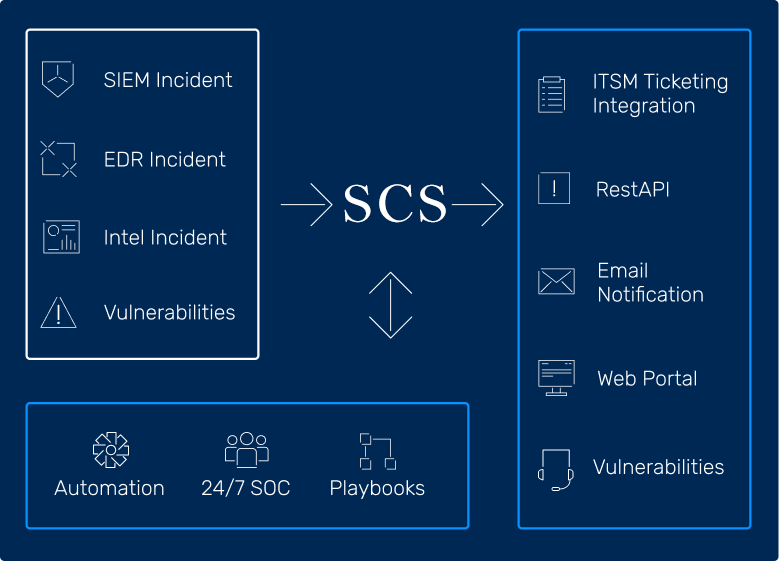 SIEM Incident
EDR Incident
Intel Incident
Vulnerabilities
SCS
ITSM Ticketing
Integration
RestAPI
Email
Notification
Web Portal
Vulnerabilities
Automation
24/7 SOC
Playbooks